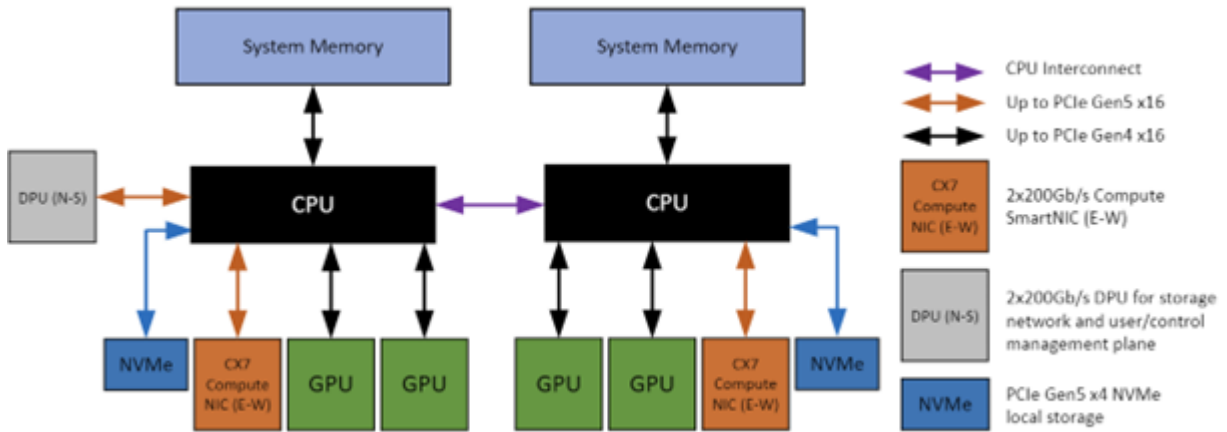 System Memory
System Memory
CPU Interconnect
Up to PCIe Gen5 x16
Up to PCIe Gen4 x16
DPU (N-S)
CPU
CPU
CX7
Compute
NIC (E-W)
2x200Gb/s Compute
SmartNIC (E-W)
DPU (N-S)
2x200Gb/s DPU for storage
network and user/control
management plane
NVMe
CX7
Compute
NIC (E-W)
GPU
GPU
GPU
GPU
CX7
Compute
NIC (E-W)
NVMe
NVMe
PCIe Gen5 x4 NVMe
local storage